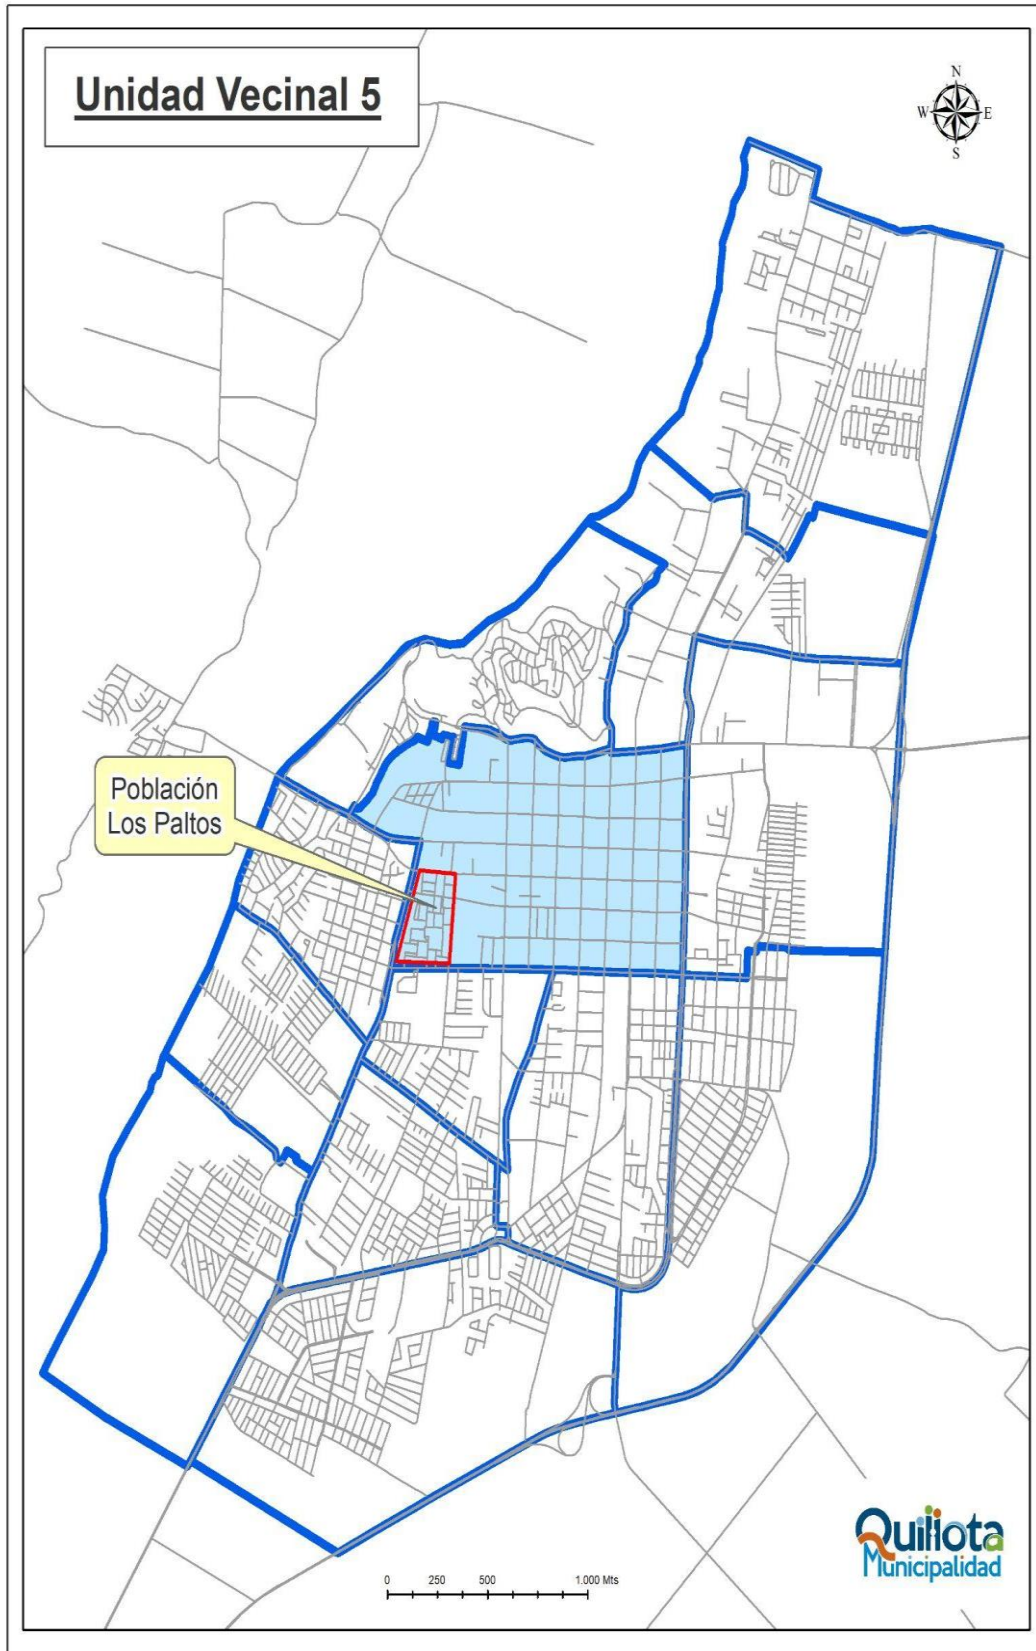 Unidad Vecinal 5
N
W E
S
Población
Los Paltos
0 250 500 1.000 Mts
Quillota
Municipalidad